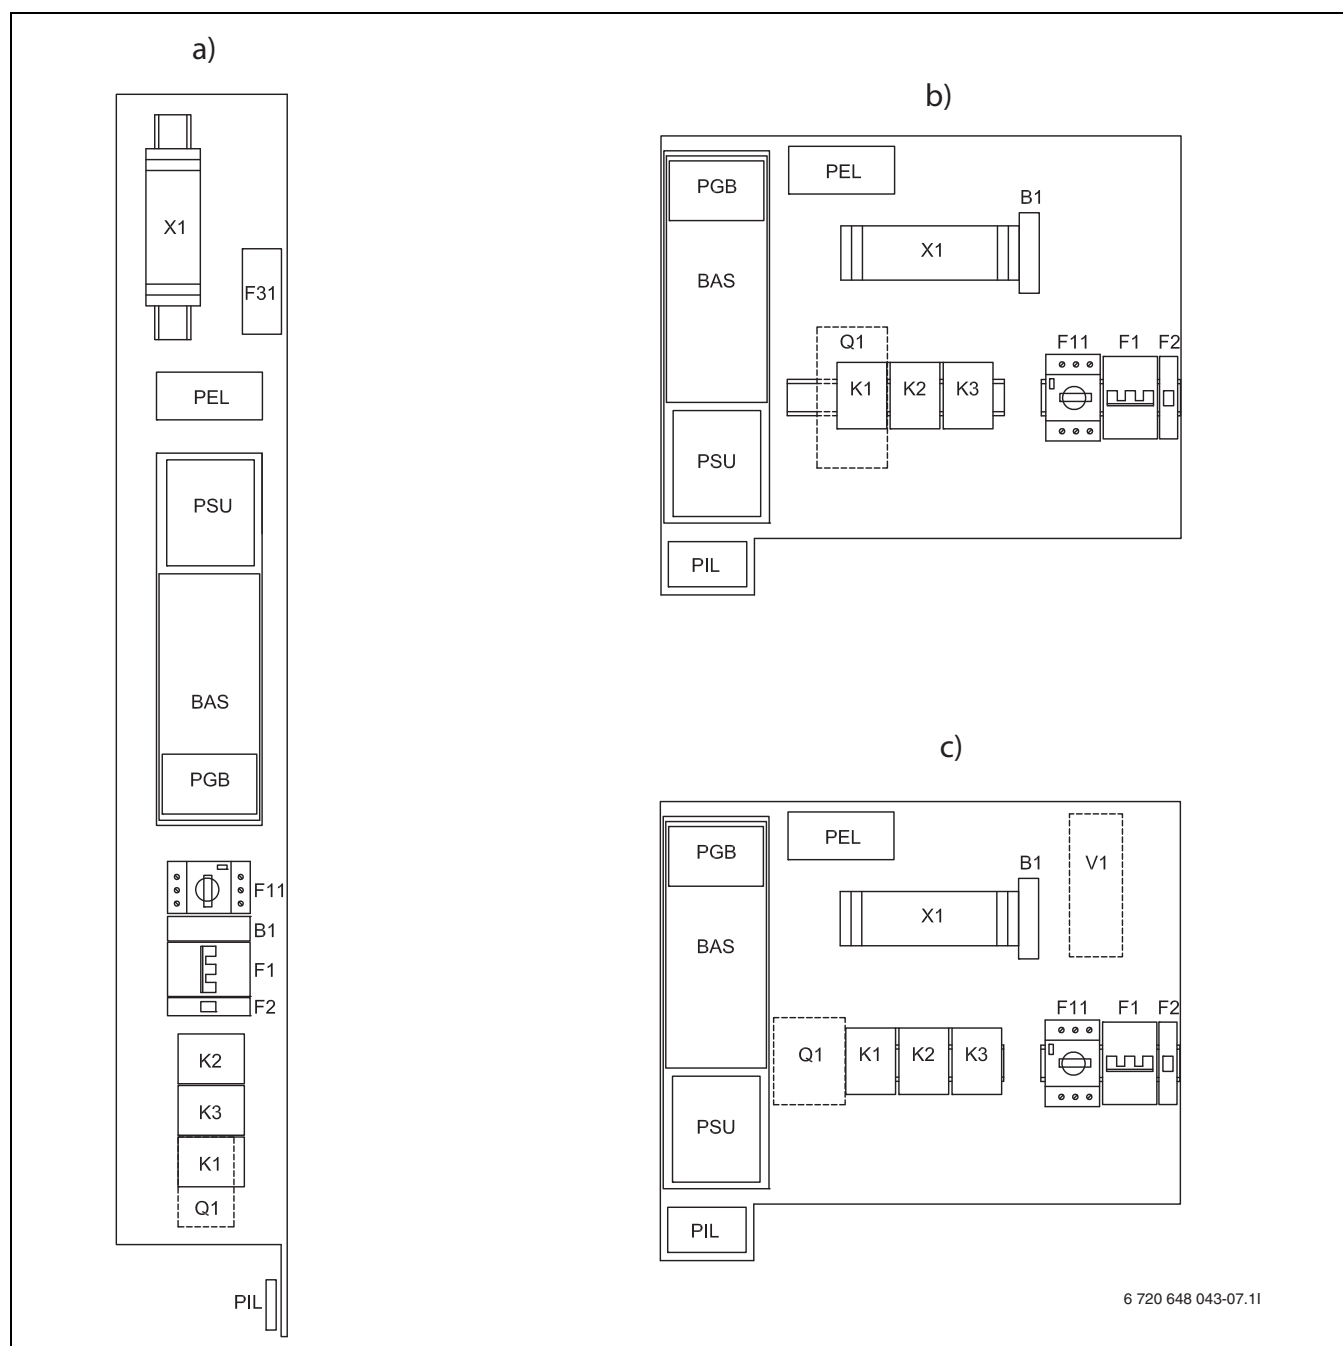 a)
X1
F31
PEL
PSU
BAS
PGB
F11
B1
F1
F2
K2
K3
K1
Q1
PIL
b)
PGB
PEL
B1
X1
BAS
Q1
F11 F1 F2
K1 K2 K3
PSU
PIL
c)
PGB
PEL
B1
V1
X1
BAS
F11 F1 F2
Q1 K1 K2 K3
PSU
PIL
6 720 648 043-07.1I